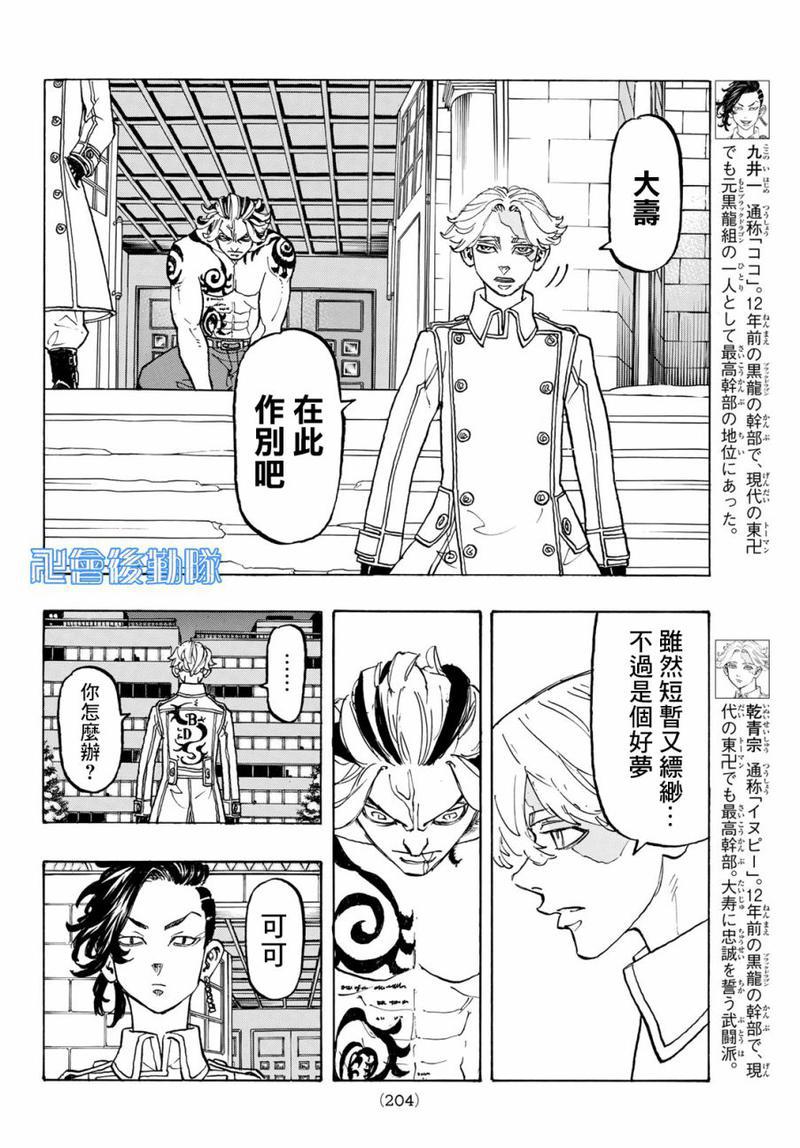 大壽
在此
作別吧
九井一 通称「ココ」。12年前の黒龍の幹部で、現代の東卍
でも元黒龍組の一人として最高幹部の地位にあった。
卍會後勤隊
雖然短暫又縹緲…
不過是個好夢
……
你怎麼辦?
可可
乾青宗 通称「イヌピー」。12年前の黒龍の幹部で、現
代の東卍でも最高幹部。大寿に忠誠を誓う武闘派。
BD
(204)